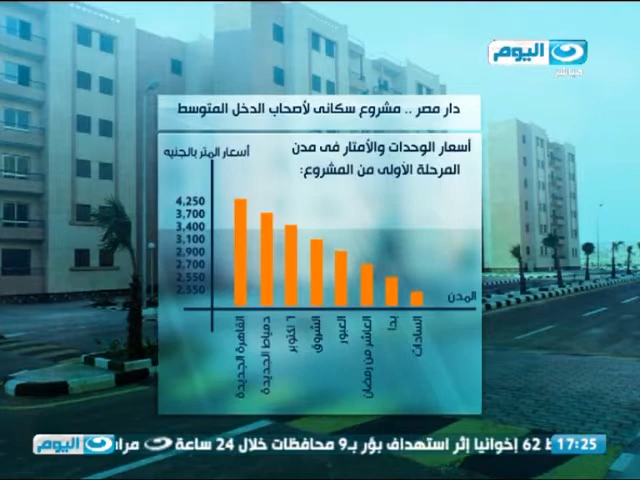 اليوم
مباشر
دار مصر .. مشروع سكانى لأصحاب الدخل المتوسط
أسعار الوحدات والأمتار فى مدن
المرحلة الأولى من المشروع:
أسعار المتر بالجنيه
4,250
3,700
3,400
3,100
2,900
2,700
2,550
2,350
المدن
القاهرة الجديدة
دمياط الجديدة
٦ أكتوبر
الشروق
العبور
العاشر من رمضان
بدر
السادات
62 إخوانيا إثر استهداف بؤر بـ9 محافظات خلال 24 ساعة
اليوم
17:25